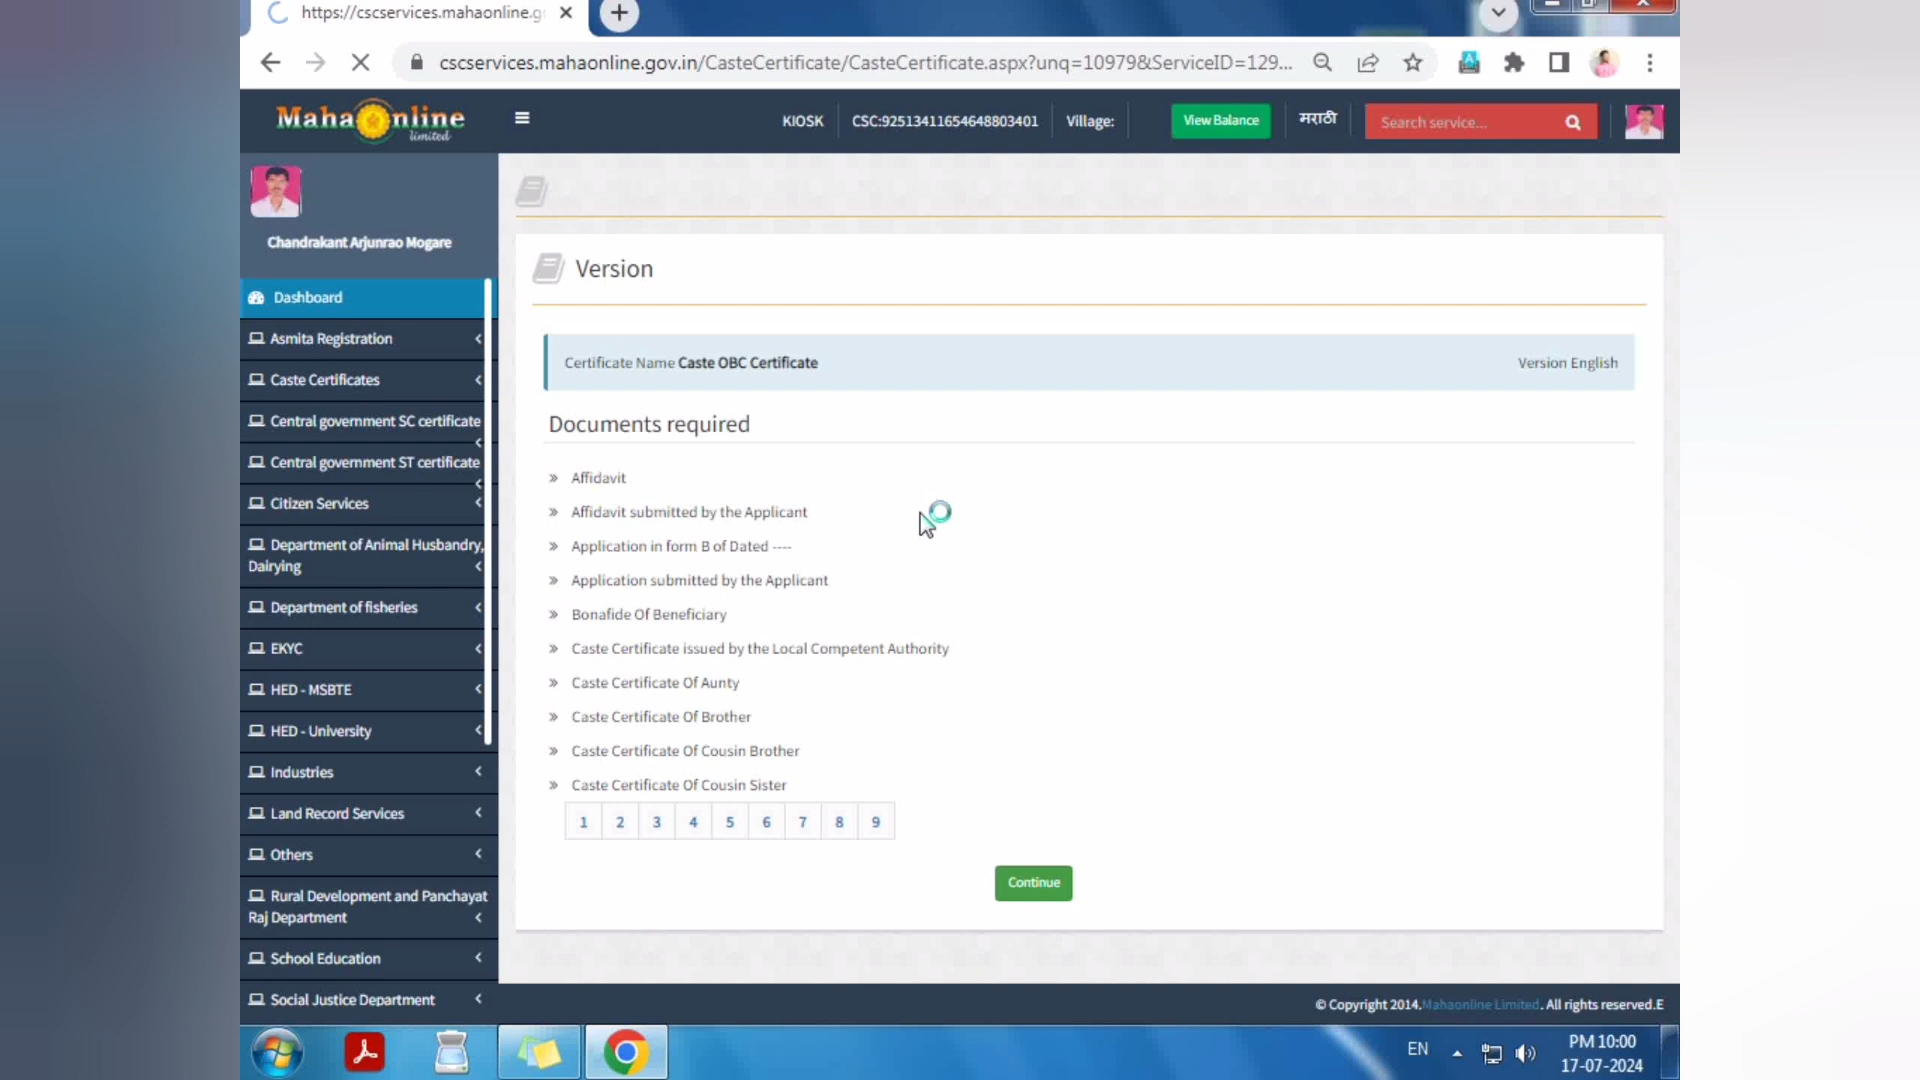 https://cscservices.mahaonline.g
cscservices.mahaonline.gov.in/CasteCertificate/CasteCertificate.aspx?unq=10979&ServiceID=129...
MahaOnline
limited
KIOSK
CSC:92513411654648803401
Village:
View Balance
मराठी
Search service...
Chandrakant Arjunrao Mogare
Dashboard
Asmita Registration
Caste Certificates
Central government SC certificate
Central government ST certificate
Citizen Services
Department of Animal Husbandry,
Dairying
Department of fisheries
EKYC
HED - MSBTE
HED - University
Industries
Land Record Services
Others
Rural Development and Panchayat
Raj Department
School Education
Social Justice Department
Version
Certificate Name Caste OBC Certificate
Version English
Documents required
» Affidavit
» Affidavit submitted by the Applicant
» Application in form B of Dated ----
» Application submitted by the Applicant
» Bonafide Of Beneficiary
» Caste Certificate issued by the Local Competent Authority
» Caste Certificate Of Aunty
» Caste Certificate Of Brother
» Caste Certificate Of Cousin Brother
» Caste Certificate Of Cousin Sister
1 2 3 4 5 6 7 8 9
Continue
© Copyright 2014.Mahaonline Limited. All rights reserved.E
EN
PM 10:00
17-07-2024